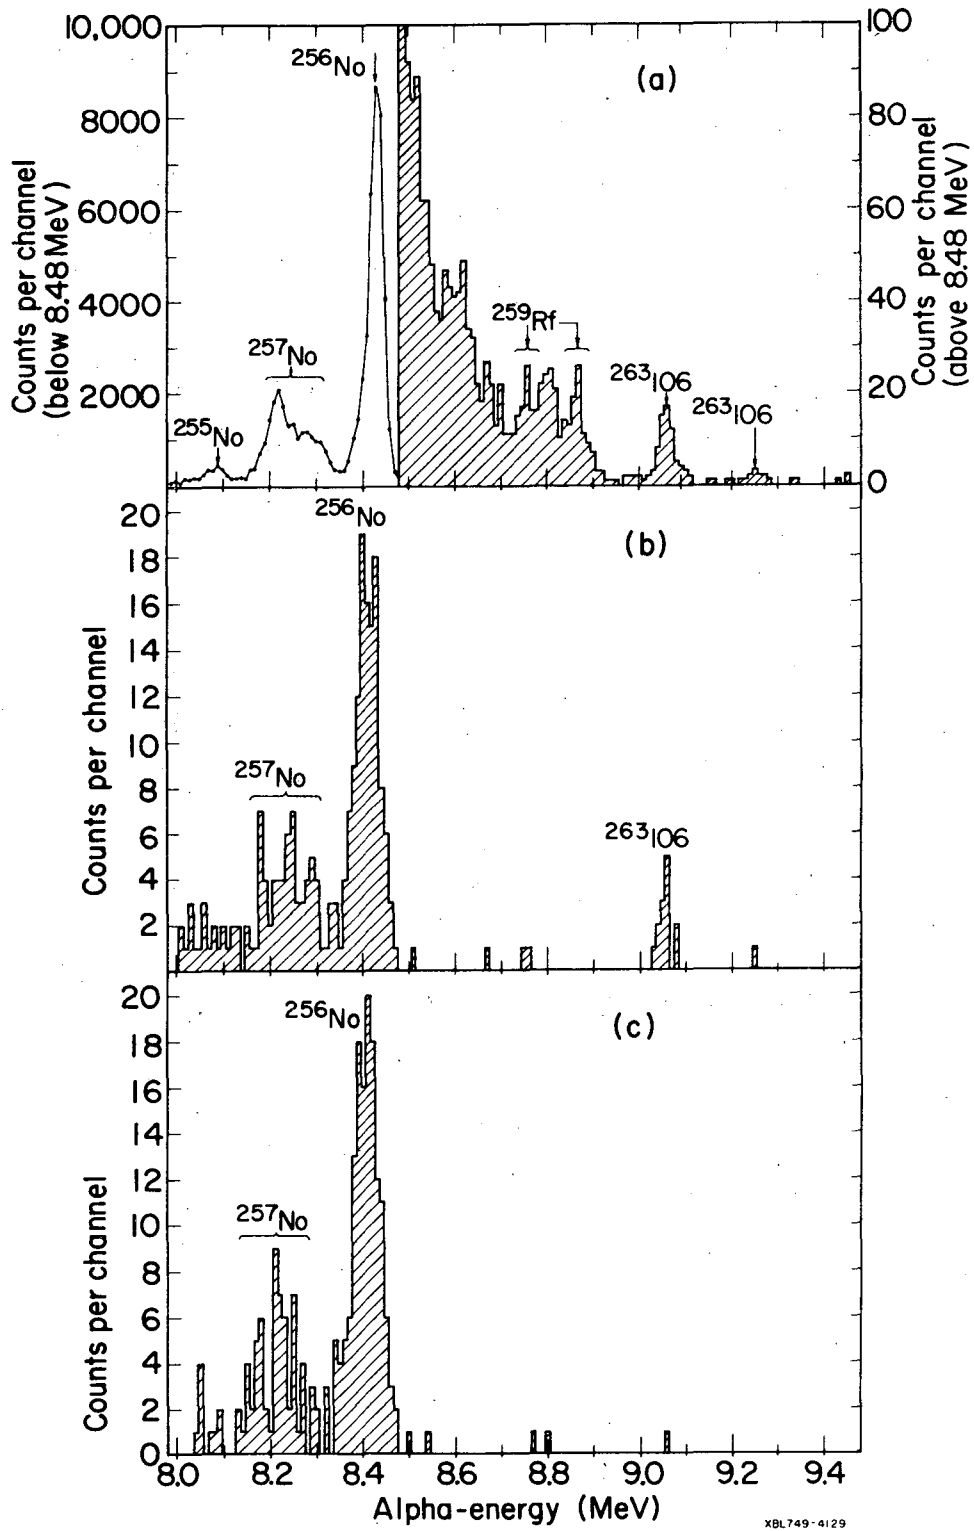 10,000
8000
6000
4000
2000
Counts per channel
(below 8.48 MeV)
100
80
60
40
20
0
Counts per channel
(above 8.48 MeV)
(a)
256No
257No
255No
259Rf
263106
263106
20
18
16
14
12
10
8
6
4
2
Counts per channel
(b)
256No
257No
263106
20
18
16
14
12
10
8
6
4
2
0
Counts per channel
(c)
256No
257No
8.0 8.2 8.4 8.6 8.8 9.0 9.2 9.4
Alpha-energy (MeV)
XBL749-4129